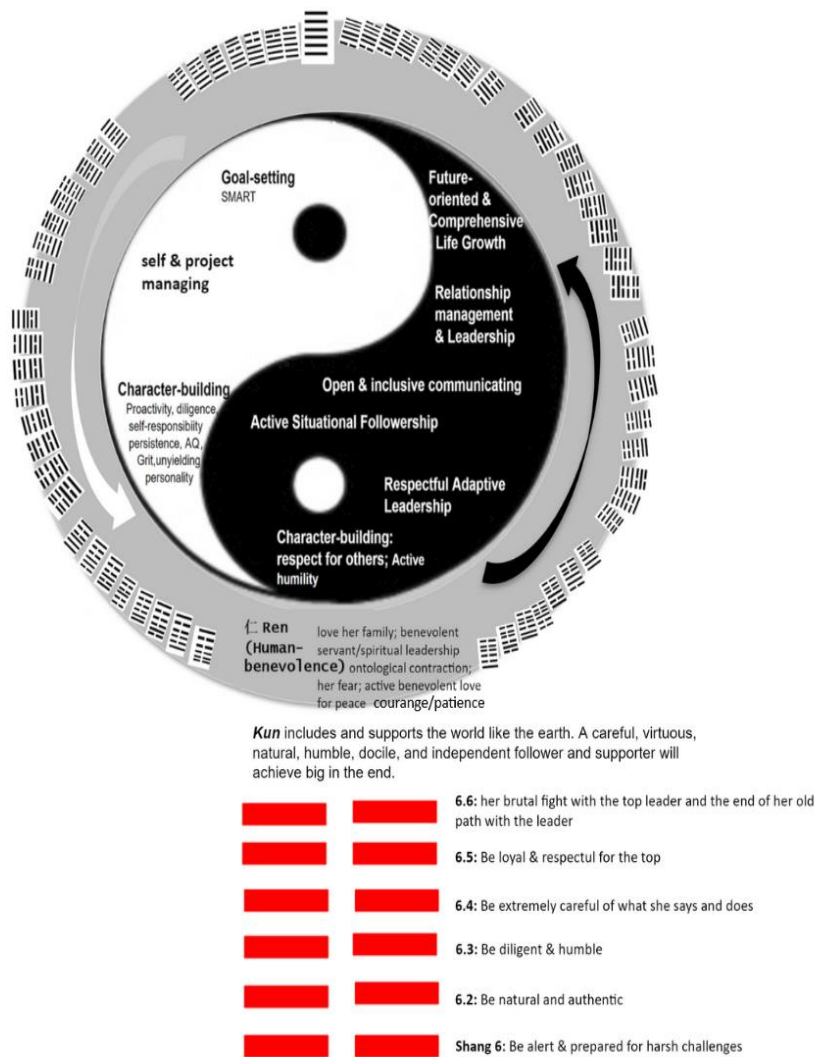 Goal-setting
SMART
self & project
managing
Character-building
Proactivity, diligence,
self-responsibiity
persistence, AQ,
Grit,unyielding
personality
Future-
oriented &
Comprehensive
Life Growth
Relationship
management
& Leadership
Open & inclusive communicating
Active Situational Followership
Respectful Adaptive
Leadership
Character-building:
respect for others; Active
humility
仁 Ren
(Human-
benevolence)
love her family; benevolent
servant/spiritual leadership
ontological contraction;
her fear; active benevolent love
for peace courange/patience
Kun includes and supports the world like the earth. A careful, virtuous,
natural, humble, docile, and independent follower and supporter will
achieve big in the end.
6.6: her brutal fight with the top leader and the end of her old
path with the leader
6.5: Be loyal & respectul for the top
6.4: Be extremely careful of what she says and does
6.3: Be diligent & humble
6.2: Be natural and authentic
Shang 6: Be alert & prepared for harsh challenges